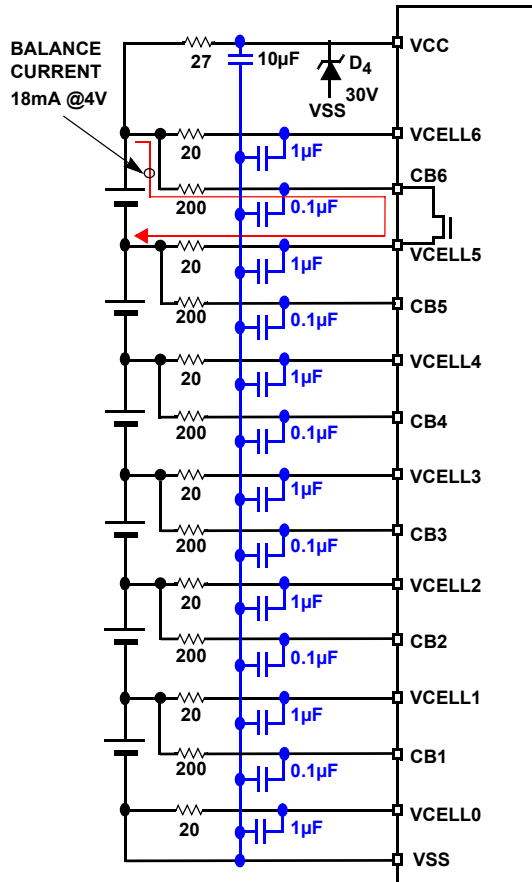 BALANCE
CURRENT
18mA @4V
27
10µF
D4
30V
VSS
VCC
20
1µF
VCELL6
200
0.1µF
CB6
20
1µF
VCELL5
200
0.1µF
CB5
20
1µF
VCELL4
200
0.1µF
CB4
20
1µF
VCELL3
200
0.1µF
CB3
20
1µF
VCELL2
200
0.1µF
CB2
20
1µF
VCELL1
200
0.1µF
CB1
20
1µF
VCELL0
VSS